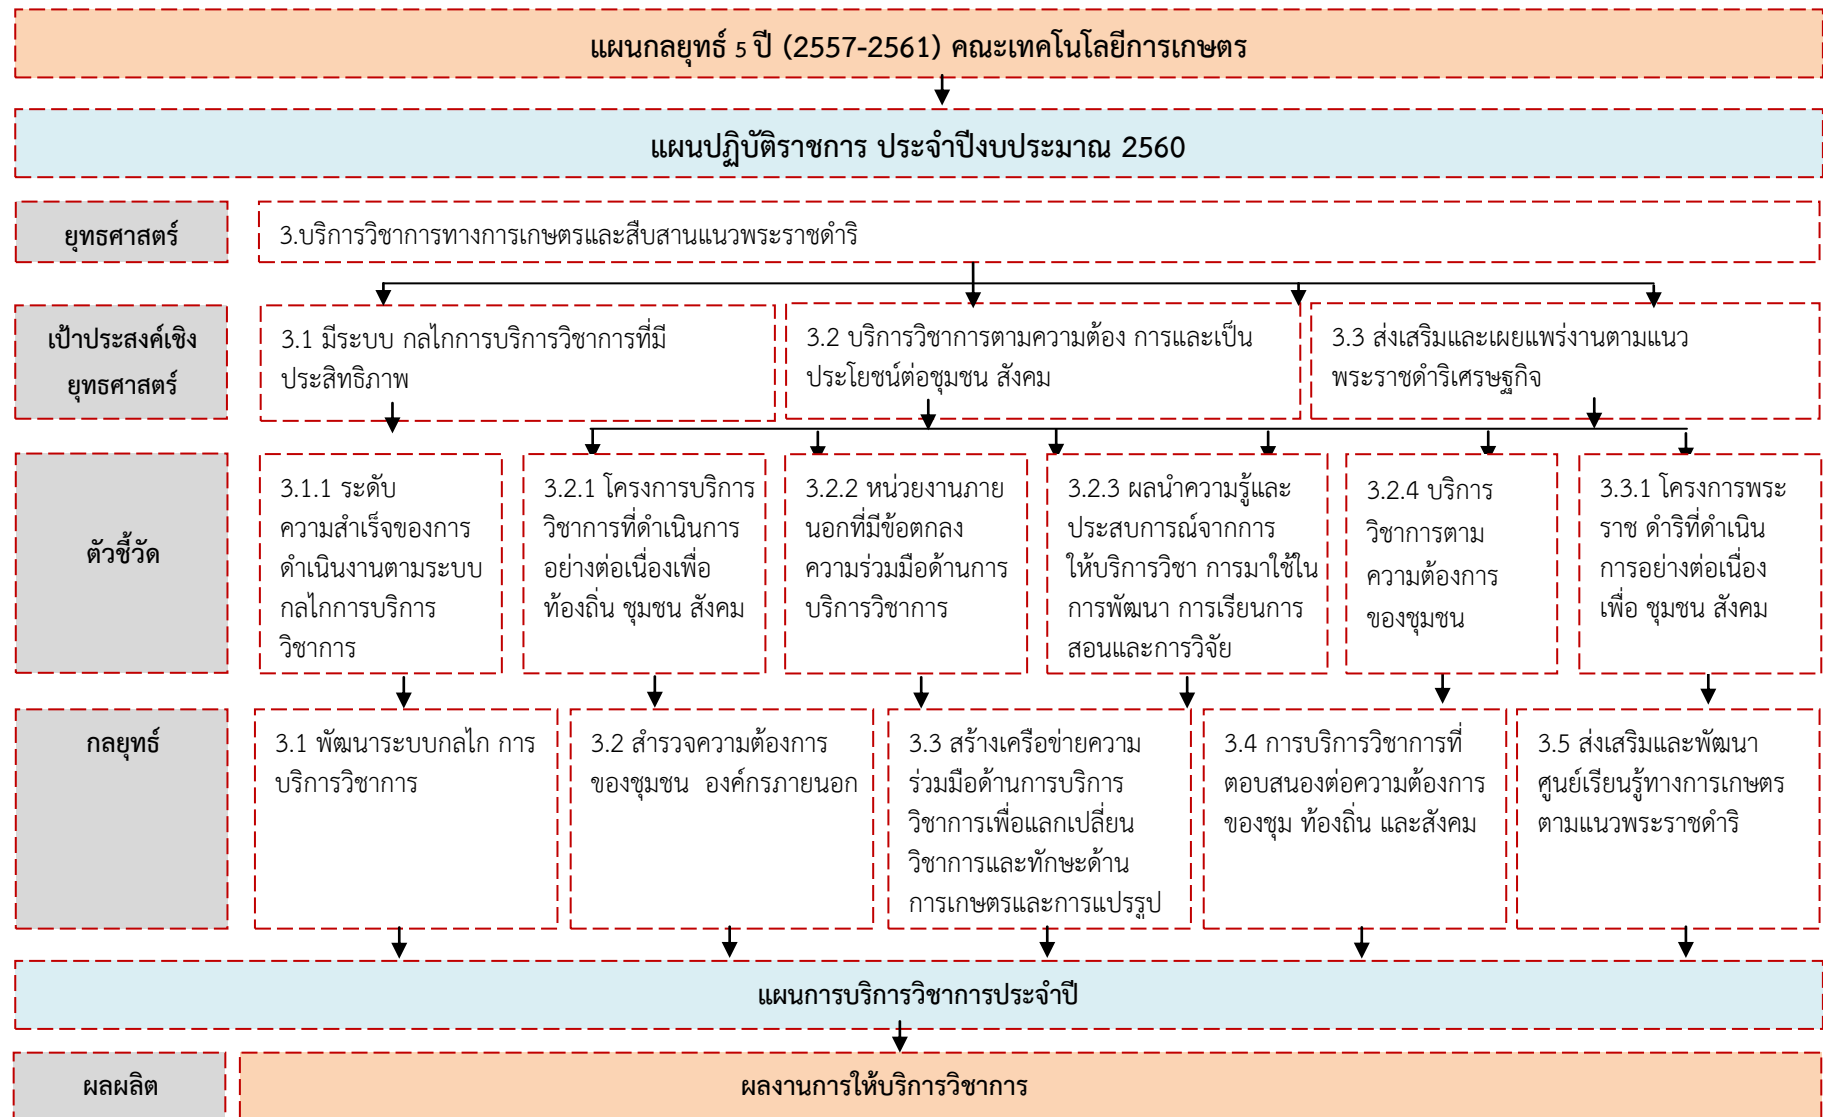 แผนกลยุทธ์ 5 ปี (2557-2561) คณะเทคโนโลยีการเกษตร
แผนปฏิบัติราชการ ประจำปีงบประมาณ 2560
ยุทธศาสตร์
3.บริการวิชาการทางการเกษตรและสืบสานแนวพระราชดำริ
เป้าประสงค์เชิง
ยุทธศาสตร์
3.1 มีระบบ กลไกการบริการวิชาการที่มี
ประสิทธิภาพ
3.2 บริการวิชาการตามความต้อง การและเป็น
ประโยชน์ต่อชุมชน สังคม
3.3 ส่งเสริมและเผยแพร่งานตามแนว
พระราชดำริเศรษฐกิจ
ตัวชี้วัด
3.1.1 ระดับ
ความสำเร็จของการ
ดำเนินงานตามระบบ
กลไกการบริการ
วิชาการ
3.2.1 โครงการบริการ
วิชาการที่ดำเนินการ
อย่างต่อเนื่องเพื่อ
ท้องถิ่น ชุมชน สังคม
3.2.2 หน่วยงานภาย
นอกที่มีข้อตกลง
ความร่วมมือด้านการ
บริการวิชาการ
3.2.3 ผลนำความรู้และ
ประสบการณ์จากการ
ให้บริการวิชา การมาใช้ใน
การพัฒนา การเรียนการ
สอนและการวิจัย
3.2.4 บริการ
วิชาการตาม
ความต้องการ
ของชุมชน
3.3.1 โครงการพระ
ราช ดำริที่ดำเนิน
การอย่างต่อเนื่อง
เพื่อ ชุมชน สังคม
กลยุทธ์
3.1 พัฒนาระบบกลไก การ
บริการวิชาการ
3.2 สำรวจความต้องการ
ของชุมชน องค์กรภายนอก
3.3 สร้างเครือข่ายความ
ร่วมมือด้านการบริการ
วิชาการเพื่อแลกเปลี่ยน
วิชาการและทักษะด้าน
การเกษตรและการแปรรูป
3.4 การบริการวิชาการที่
ตอบสนองต่อความต้องการ
ของชุม ท้องถิ่น และสังคม
3.5 ส่งเสริมและพัฒนา
ศูนย์เรียนรู้ทางการเกษตร
ตามแนวพระราชดำริ
แผนการบริการวิชาการประจำปี
ผลผลิต
ผลงานการให้บริการวิชาการ